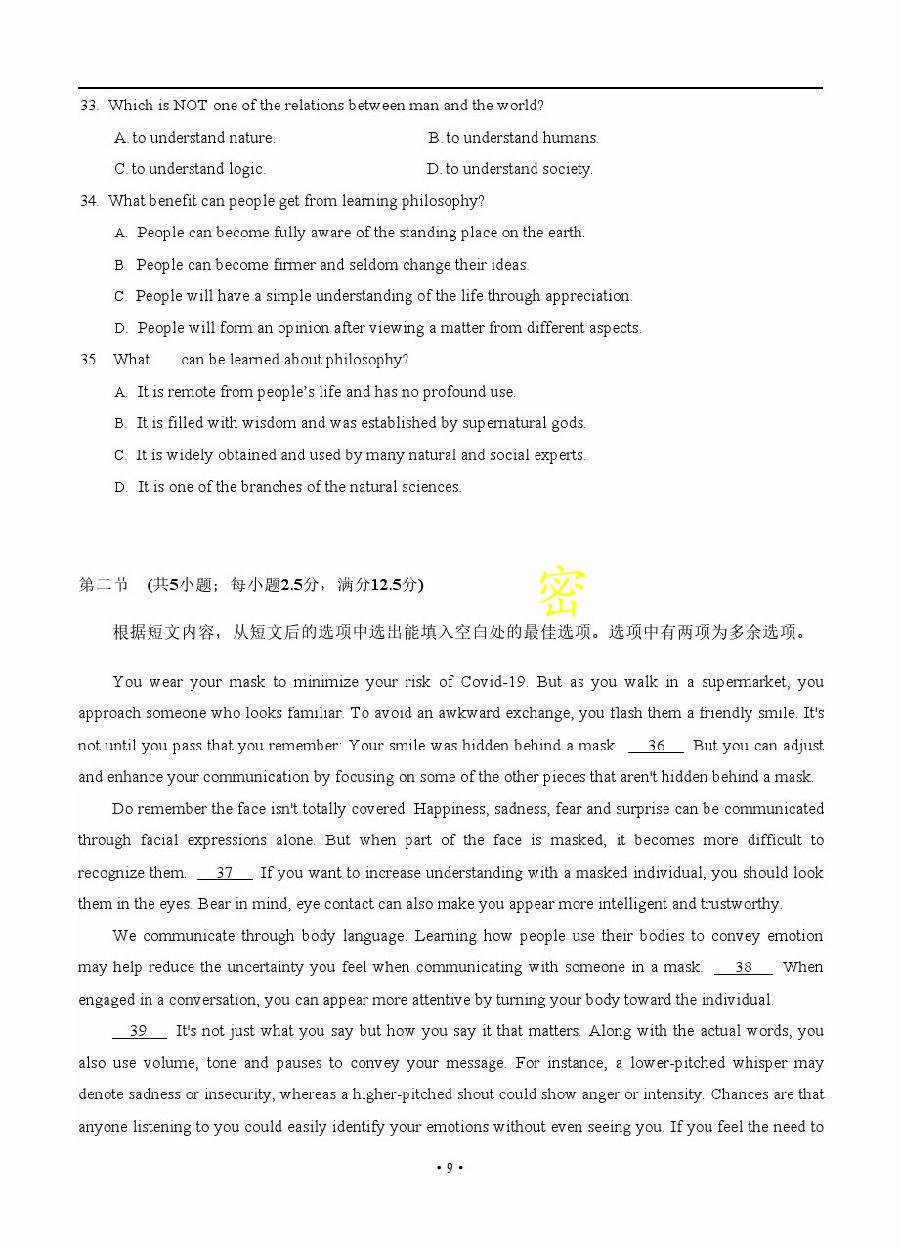 33. Which is NOT one of the relations between man and the world?
A. to understand nature. B. to understand humans.
C. to understand logic. D. to understand society.
34. What benefit can people get from learning philosophy?
A. People can become fully aware of the standing place on the earth.
B. People can become firmer and seldom change their ideas.
C. People will have a simple understanding of the life through appreciation.
D. People will form an opinion after viewing a matter from different aspects.
35 What can be learned about philosophy?
A. It is remote from people's life and has no profound use.
B. It is filled with wisdom and was established by supernatural gods.
C. It is widely obtained and used by many natural and social experts.
D. It is one of the branches of the natural sciences.
第二节 (共5小题；每小题2.5分，满分12.5分)
密
根据短文内容，从短文后的选项中选出能填入空白处的最佳选项。选项中有两项为多余选项。
You wear your mask to minimize your risk of Covid-19. But as you walk in a supermarket, you
approach someone who looks familiar. To avoid an awkward exchange, you flash them a friendly smile. It's
not until you pass that you remember: Your smile was hidden behind a mask. 36 But you can adjust
and enhance your communication by focusing on some of the other pieces that aren't hidden behind a mask.
Do remember the face isn't totally covered. Happiness, sadness, fear and surprise can be communicated
through facial expressions alone. But when part of the face is masked, it becomes more difficult to
recognize them. 37 If you want to increase understanding with a masked individual, you should look
them in the eyes. Bear in mind, eye contact can also make you appear more intelligent and trustworthy.
We communicate through body language. Learning how people use their bodies to convey emotion
may help reduce the uncertainty you feel when communicating with someone in a mask. 38 When
engaged in a conversation, you can appear more attentive by turning your body toward the individual.
39 It's not just what you say but how you say it that matters. Along with the actual words, you
also use volume, tone and pauses to convey your message. For instance, a lower-pitched whisper may
denote sadness or insecurity, whereas a higher-pitched shout could show anger or intensity. Chances are that
anyone listening to you could easily identify your emotions without even seeing you. If you feel the need to
• 9 •